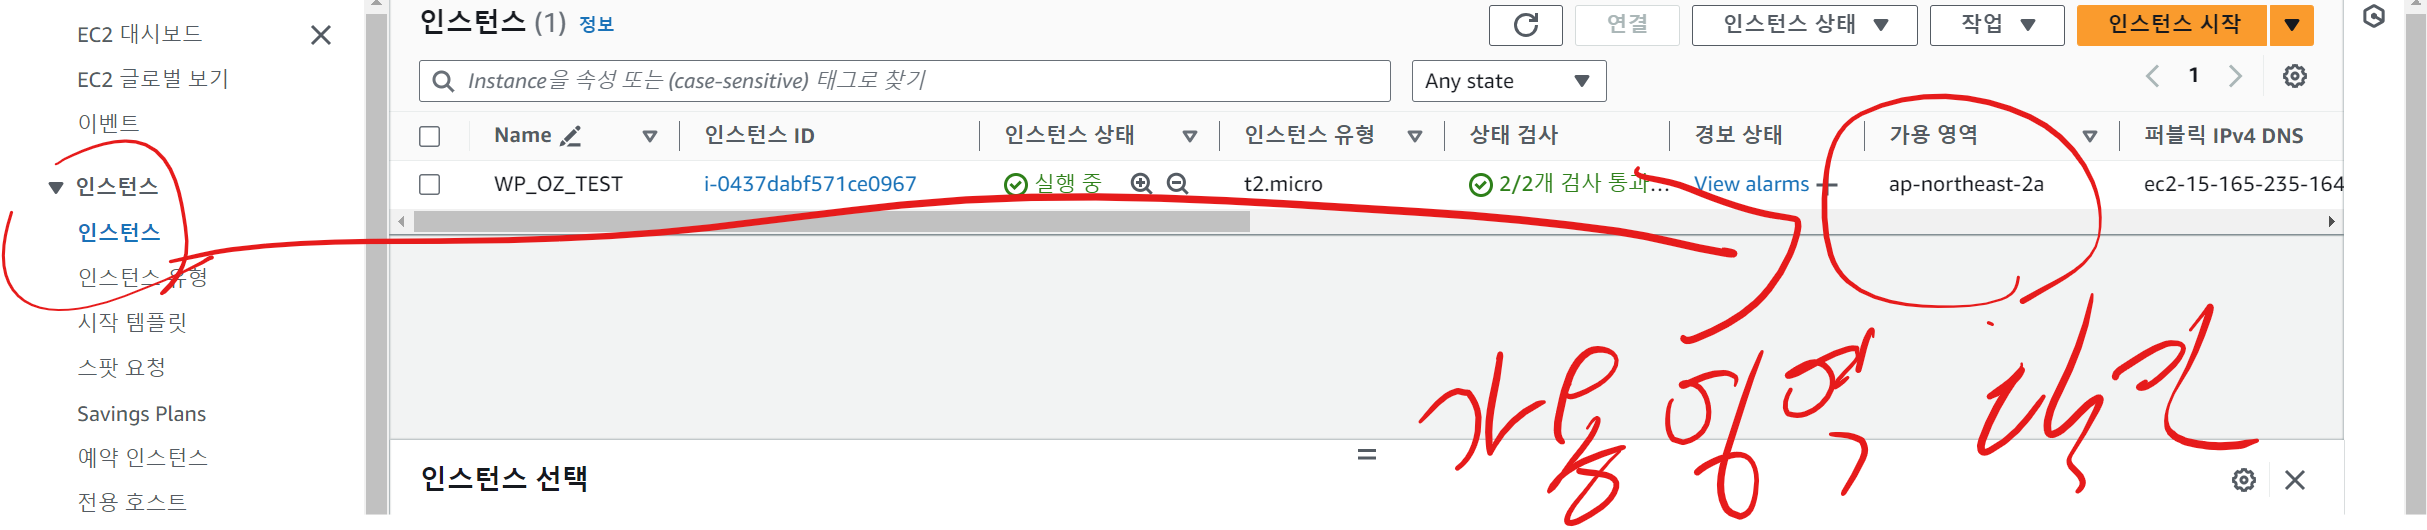 EC2 대시보드
EC2 글로벌 보기
이벤트
인스턴스
인스턴스
인스턴스 유형
시작 템플릿
스팟 요청
Savings Plans
예약 인스턴스
전용 호스트
인스턴스 (1) 정보
연결 인스턴스 상태 작업 인스턴스 시작
Instance을 속성 또는 (case-sensitive) 태그로 찾기 Any state 1
Name 인스턴스 ID 인스턴스 상태 인스턴스 유형 상태 검사 경보 상태 가용 영역 퍼블릭 IPv4 DNS
WP_OZ_TEST i-0437dabf571ce0967 실행 중 t2.micro 2/2개 검사 통과... View alarms ap-northeast-2a ec2-15-165-235-164
가용영역 확인
인스턴스 선택